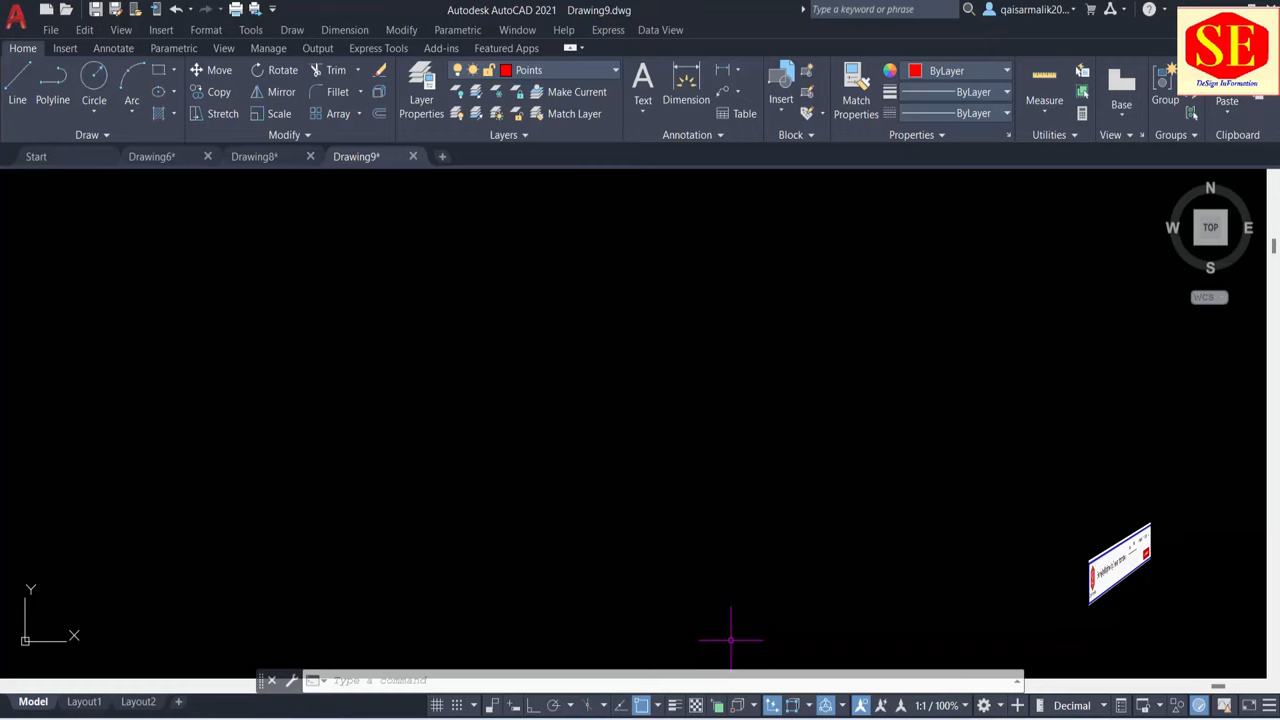 Autodesk AutoCAD 2021 Drawing9.dwg
Type a keyword or phrase
qaisarmalik20...
File Edit View Insert Format Tools Draw Dimension Modify Parametric Window Help Express Data View
Home Insert Annotate Parametric View Manage Output Express Tools Add-ins Featured Apps
SE
DeSign InFormation
Line Polyline Circle Arc
Move Rotate Trim
Copy Mirror Fillet
Stretch Scale Array
Layer Properties
Points
Make Current
Match Layer
Text Dimension Table
Insert
Match Properties
ByLayer
ByLayer
ByLayer
Measure
Base
Group
Paste
Draw Modify Layers Annotation Block Properties Utilities View Groups Clipboard
Start Drawing6* Drawing8* Drawing9*
N
W TOP E
S
WCS
Y
X
Type a command
Model Layout1 Layout2 1:1 / 100% Decimal